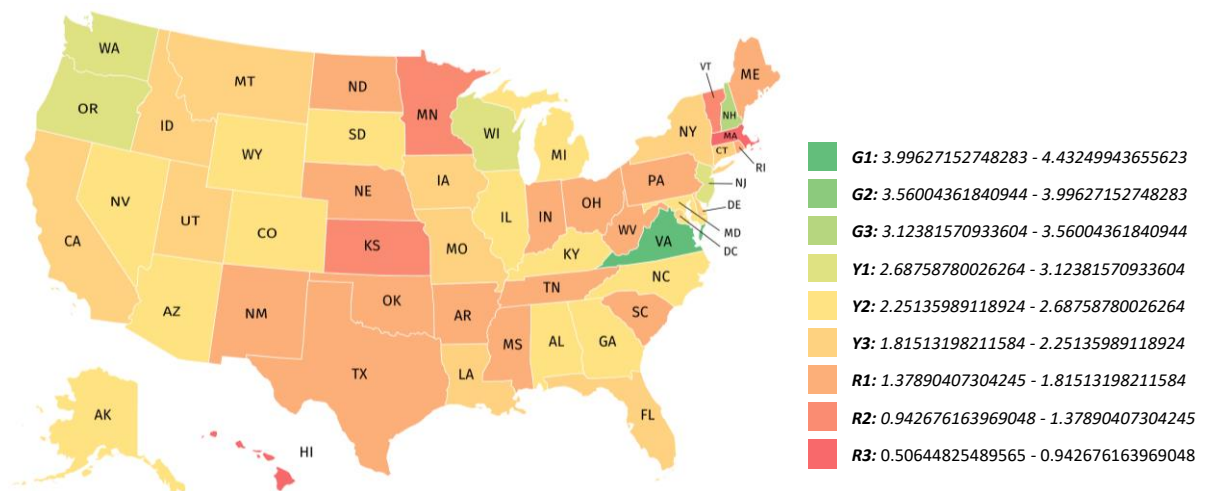 WA
OR
CA
NV
ID
MT
WY
UT
AZ
CO
NM
ND
SD
NE
KS
OK
TX
MN
IA
MO
AR
LA
WI
IL
MI
IN
OH
KY
TN
MS
AL
GA
FL
SC
NC
VA
WV
PA
NY
VT
NH
ME
MA
CT
RI
NJ
DE
MD
DC
AK
HI
G1: 3.99627152748283 - 4.43249943655623
G2: 3.56004361840944 - 3.99627152748283
G3: 3.12381570933604 - 3.56004361840944
Y1: 2.68758780026264 - 3.12381570933604
Y2: 2.25135989118924 - 2.68758780026264
Y3: 1.81513198211584 - 2.25135989118924
R1: 1.37890407304245 - 1.81513198211584
R2: 0.942676163969048 - 1.37890407304245
R3: 0.50644825489565 - 0.942676163969048